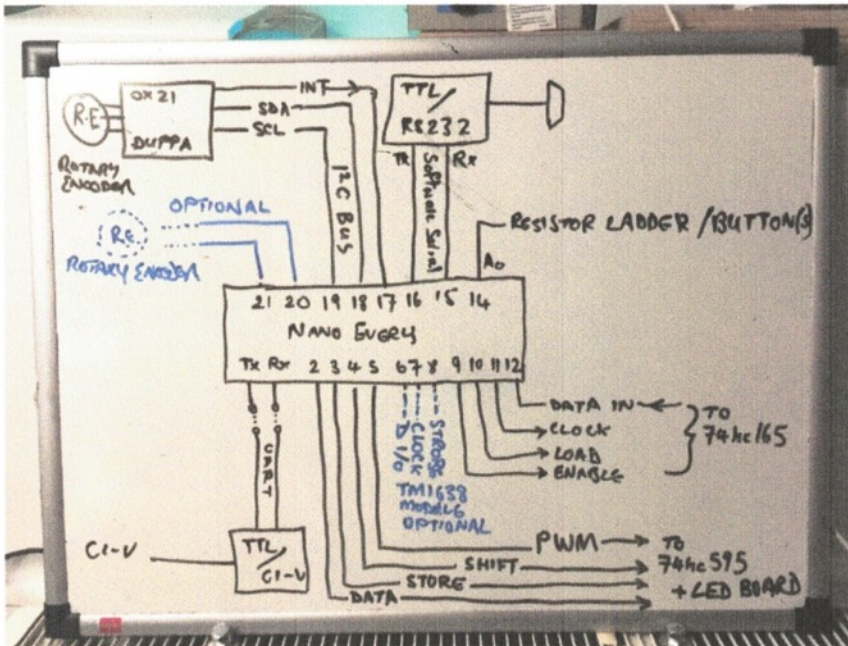 OX21
DUPPA
R.E
ROTARY
ENCODER
INT
SDA
SCL
I²C BUS
TTL/
RS232
TX
RX
Software Serial
OPTIONAL
R.E.
ROTARY ENCODER
RESISTOR LADDER / BUTTON(S)
A0
21 20 19 18 17 16 15 14
NANO EVERY
Tx Rx 2 3 4 5 6 7 8 9 10 11 12
UART
TTL/
CI-V
CI-V
D I/O
CLOCK
STROBE
TM1638
MODULE
OPTIONAL
DATA IN
CLOCK
LOAD
ENABLE
TO
74hc165
PWM
SHIFT
STORE
DATA
TO
74hc595
+ LED BOARD